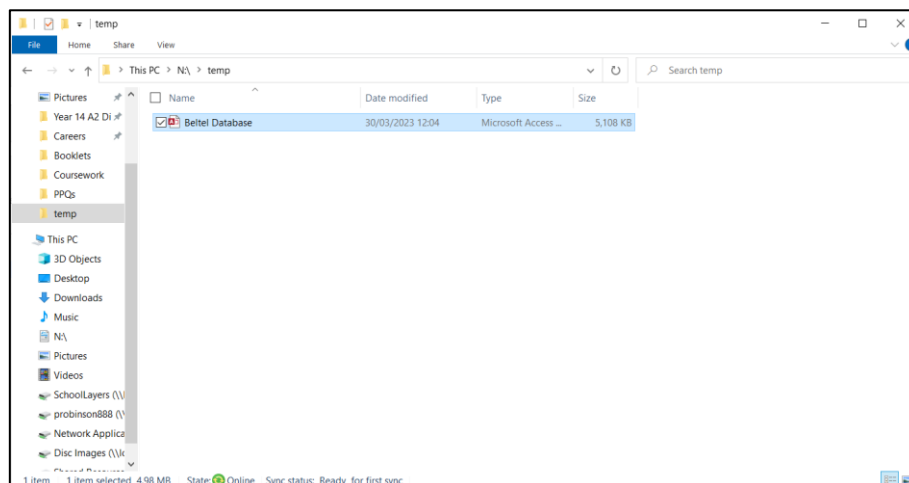 temp
File Home Share View
This PC > N:\ > temp
Search temp
Name Date modified Type Size
Beltel Database 30/03/2023 12:04 Microsoft Access ... 5,108 KB
Pictures
Year 14 A2 Di
Careers
Booklets
Coursework
PPQs
temp
This PC
3D Objects
Desktop
Downloads
Music
N:\
Pictures
Videos
SchoolLayers (\\
probinson888 (\\
Network Applica
Disc Images (\\
Shared Resource
1 item 1 item selected 4.98 MB State: Online Sync status: Ready for first sync